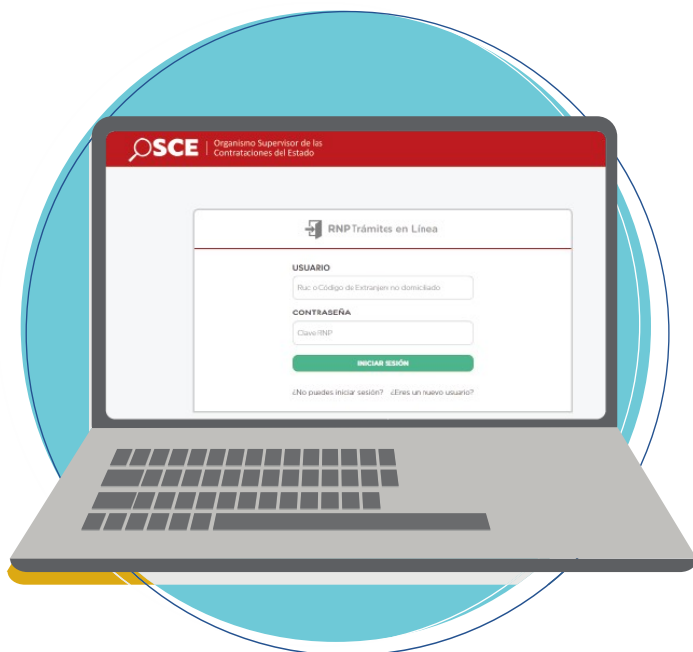 OSCE
Organismo Supervisor de las
Contrataciones del Estado
RNP Trámites en Línea
USUARIO
Ruc o Código de Extranjero no domiciliado
CONTRASEÑA
Clave RNP
INICIAR SESIÓN
¿No puedes iniciar sesión? ¿Eres un nuevo usuario?